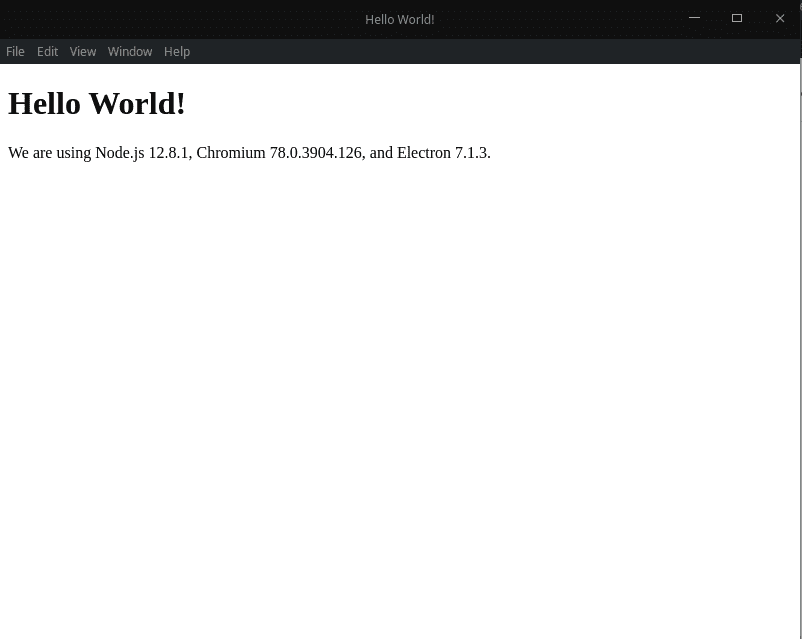 Hello World!
File Edit View Window Help
Hello World!
We are using Node.js 12.8.1, Chromium 78.0.3904.126, and Electron 7.1.3.